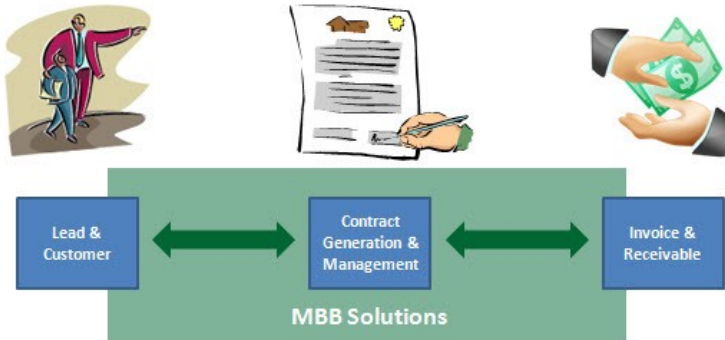 Lead &
Customer
Contract
Generation &
Management
Invoice &
Receivable
MBB Solutions